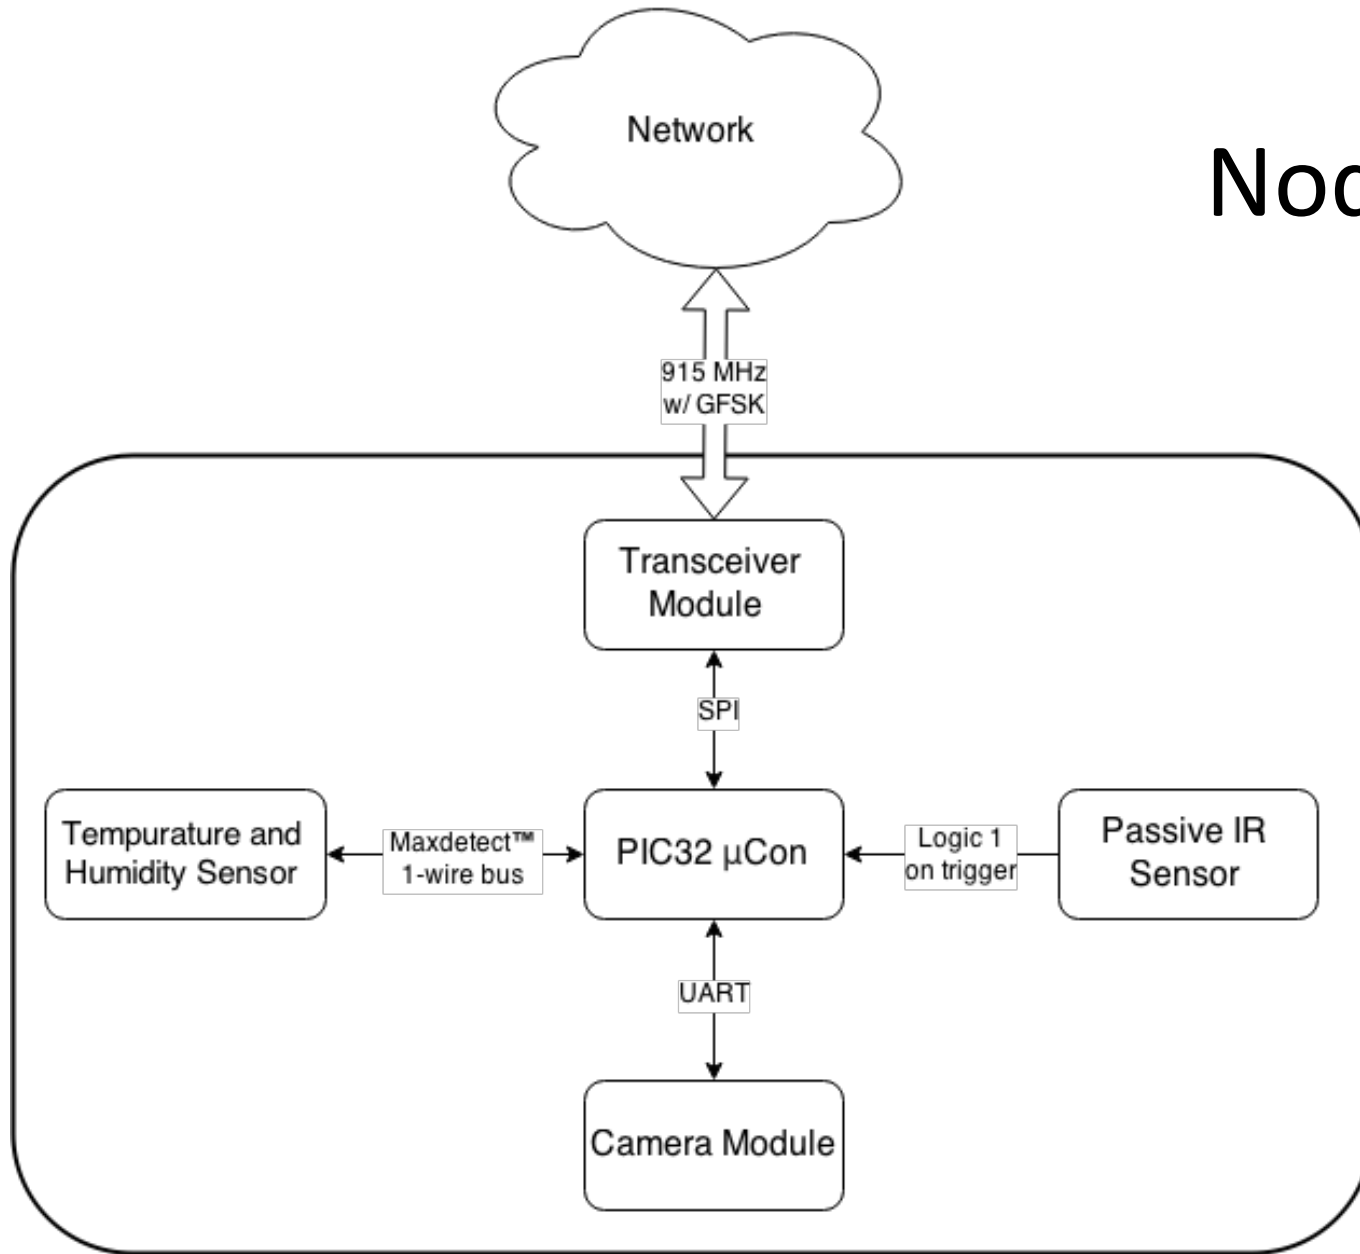 Network
Nod
915 MHz
w/ GFSK
Transceiver
Module
SPI
Tempurature and
Humidity Sensor
Maxdetect™
1-wire bus
PIC32 µCon
Logic 1
on trigger
Passive IR
Sensor
UART
Camera Module